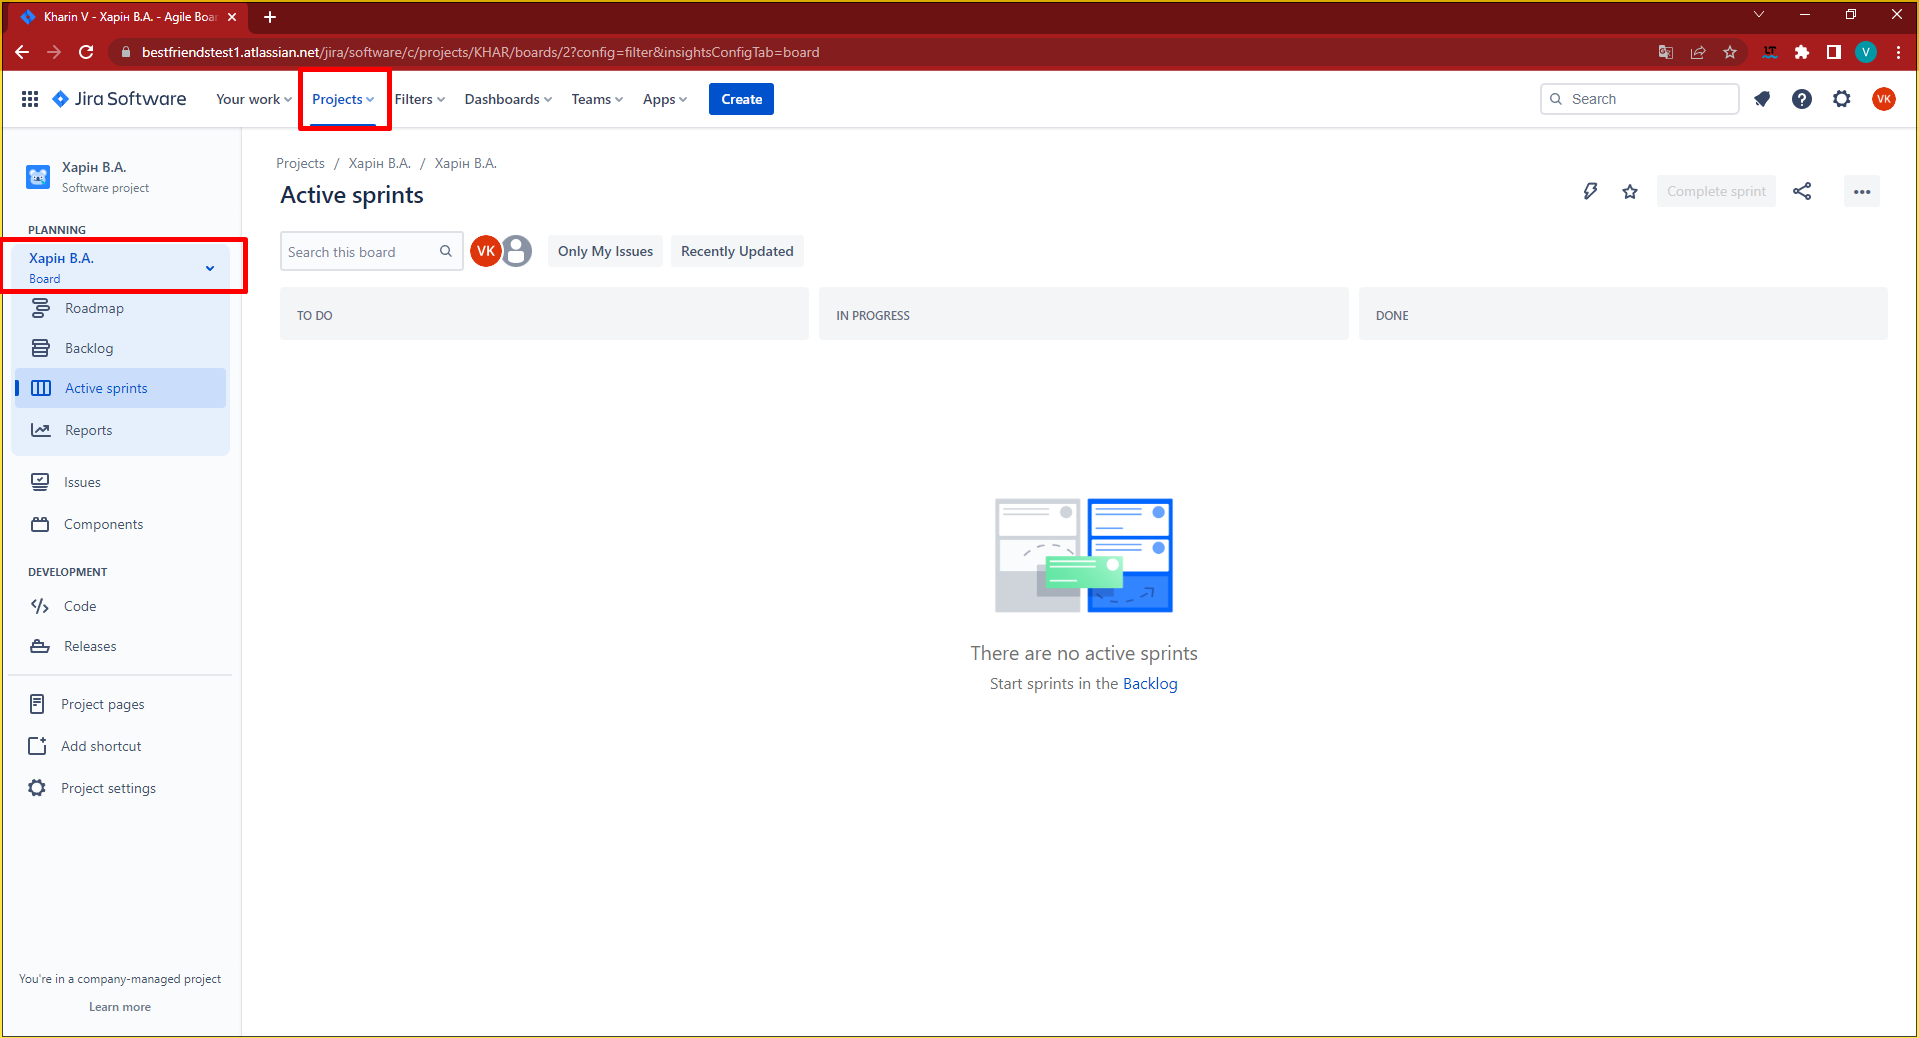 Kharin V - Харін В.А. - Agile Boar
bestfriendstest1.atlassian.net/jira/software/c/projects/KHAR/boards/2?config=filter&insightsConfigTab=board
V
Jira Software
Your work
Projects
Filters
Dashboards
Teams
Apps
Create
Search
VK
Харін В.А.
Software project
PLANNING
Харін В.А.
Board
Roadmap
Backlog
Active sprints
Reports
Issues
Components
DEVELOPMENT
Code
Releases
Project pages
Add shortcut
Project settings
You're in a company-managed project
Learn more
Projects / Харін В.А. / Харін В.А.
Active sprints
Complete sprint
Search this board
VK
Only My Issues
Recently Updated
TO DO
IN PROGRESS
DONE
There are no active sprints
Start sprints in the Backlog